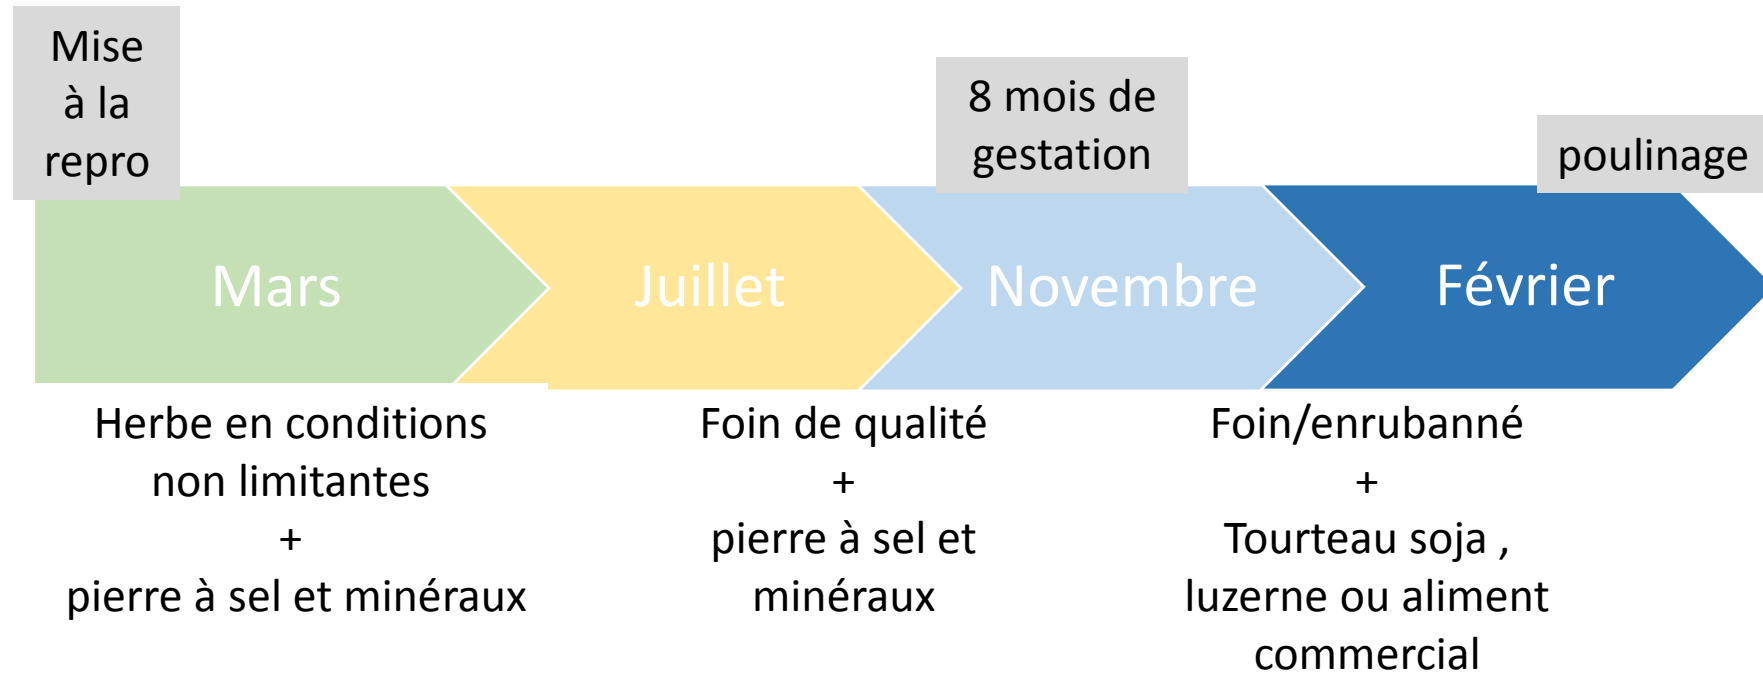 Mise
à la
repro
8 mois de
gestation
poulinage
Mars
Juillet
Novembre
Février
Herbe en conditions
non limitantes
+
pierre à sel et minéraux
Foin de qualité
+
pierre à sel et
minéraux
Foin/enrubanné
+
Tourteau soja ,
luzerne ou aliment
commercial